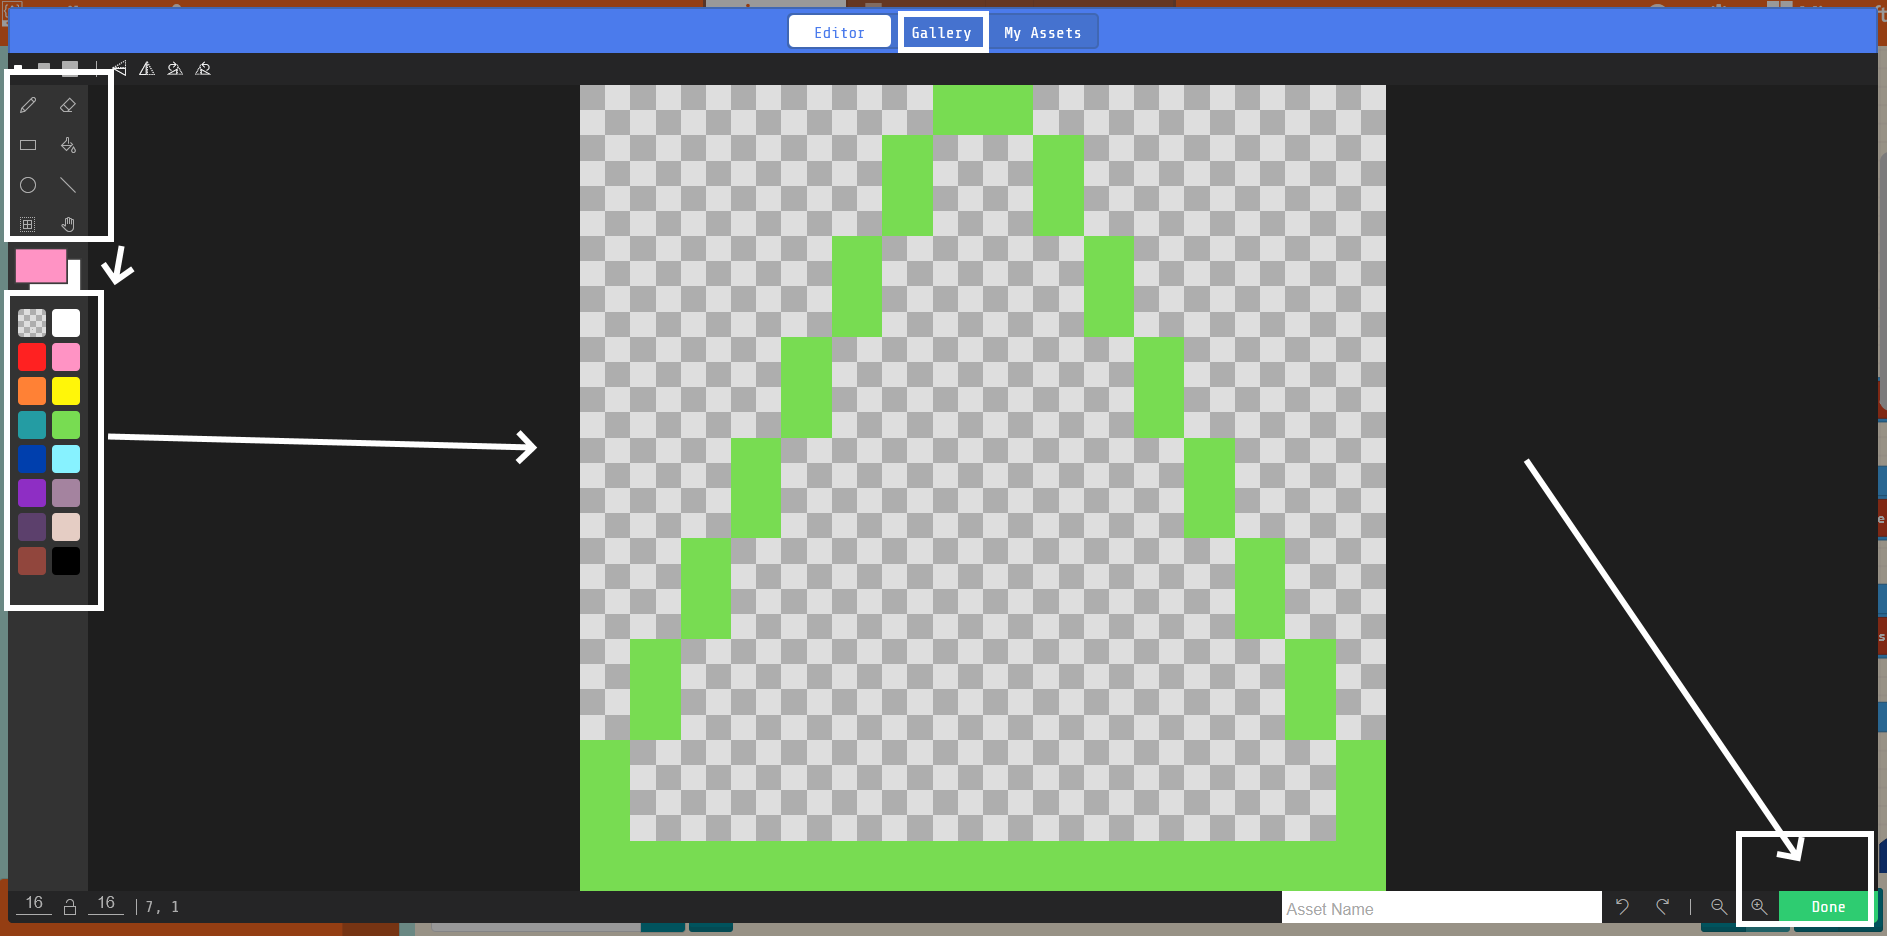 Editor
Gallery
My Assets
16
16
7, 1
Asset Name
Done